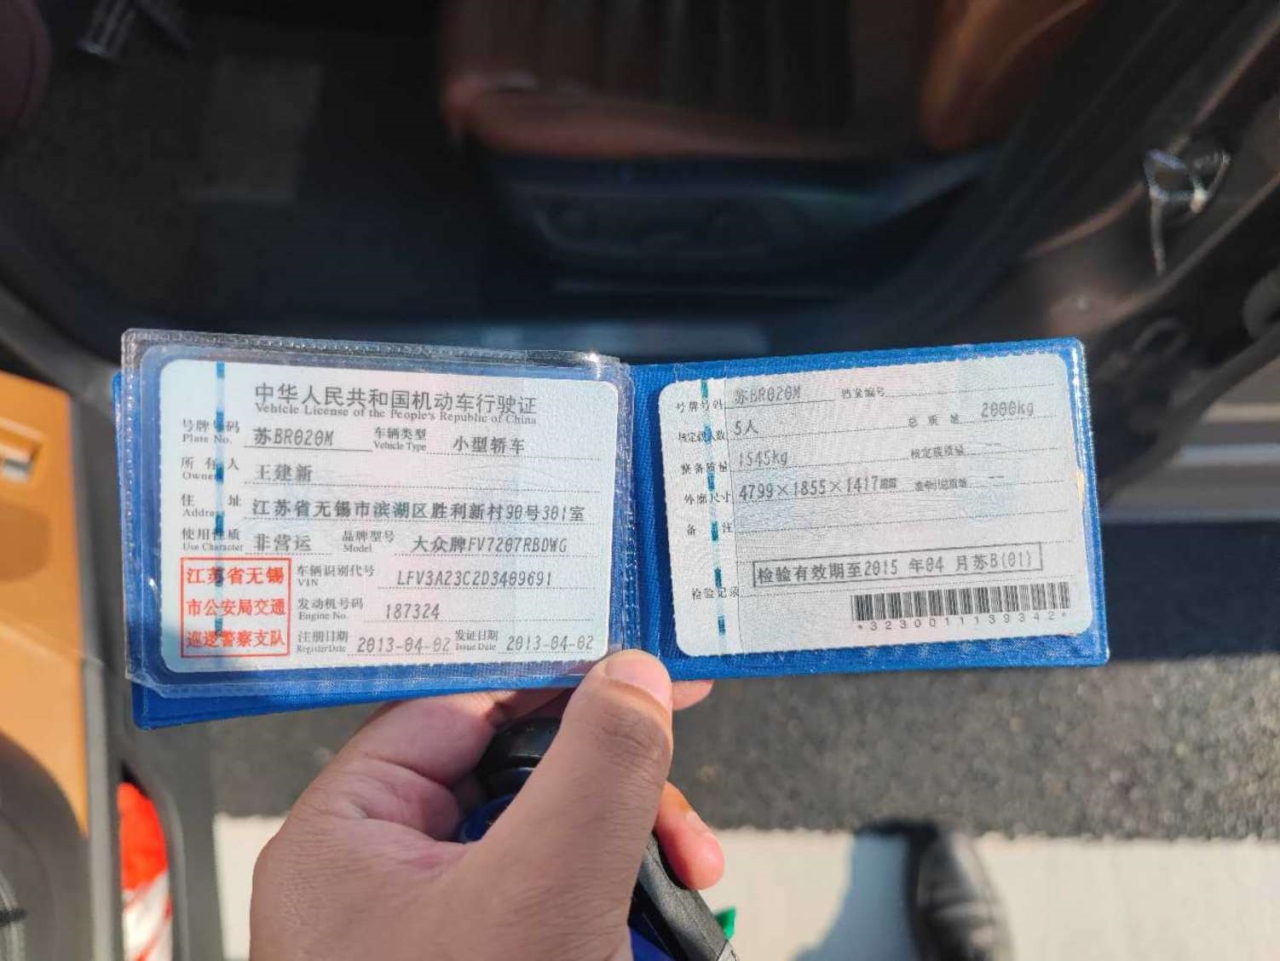 中华人民共和国机动车行驶证
Vehicle License of the People's Republic of China
号牌号码 苏BR020M 车辆类型 小型轿车
Plate No. Vehicle Type
所有人 王建新
Owner
住址 江苏省无锡市滨湖区胜利新村90号301室
Address
使用性质 非营运 品牌型号 大众牌FV7207RBDWG
Use Character Model
江苏省无锡
市公安局交通
巡逻警察支队
车辆识别代号 LFV3A23C2D3409691
VIN
发动机号码 187324
Engine No.
注册日期 2013-04-02 发证日期 2013-04-02
Register Date Issue Date
号牌号码 苏BR020M 档案编号
核定载人数 5人 总质量 2000kg
整备质量 1545kg 核定载质量
外廓尺寸 4799×1855×1417 --
备注
检验有效期至2015 年04 月苏B(01)
检验记录
*3230011139342*